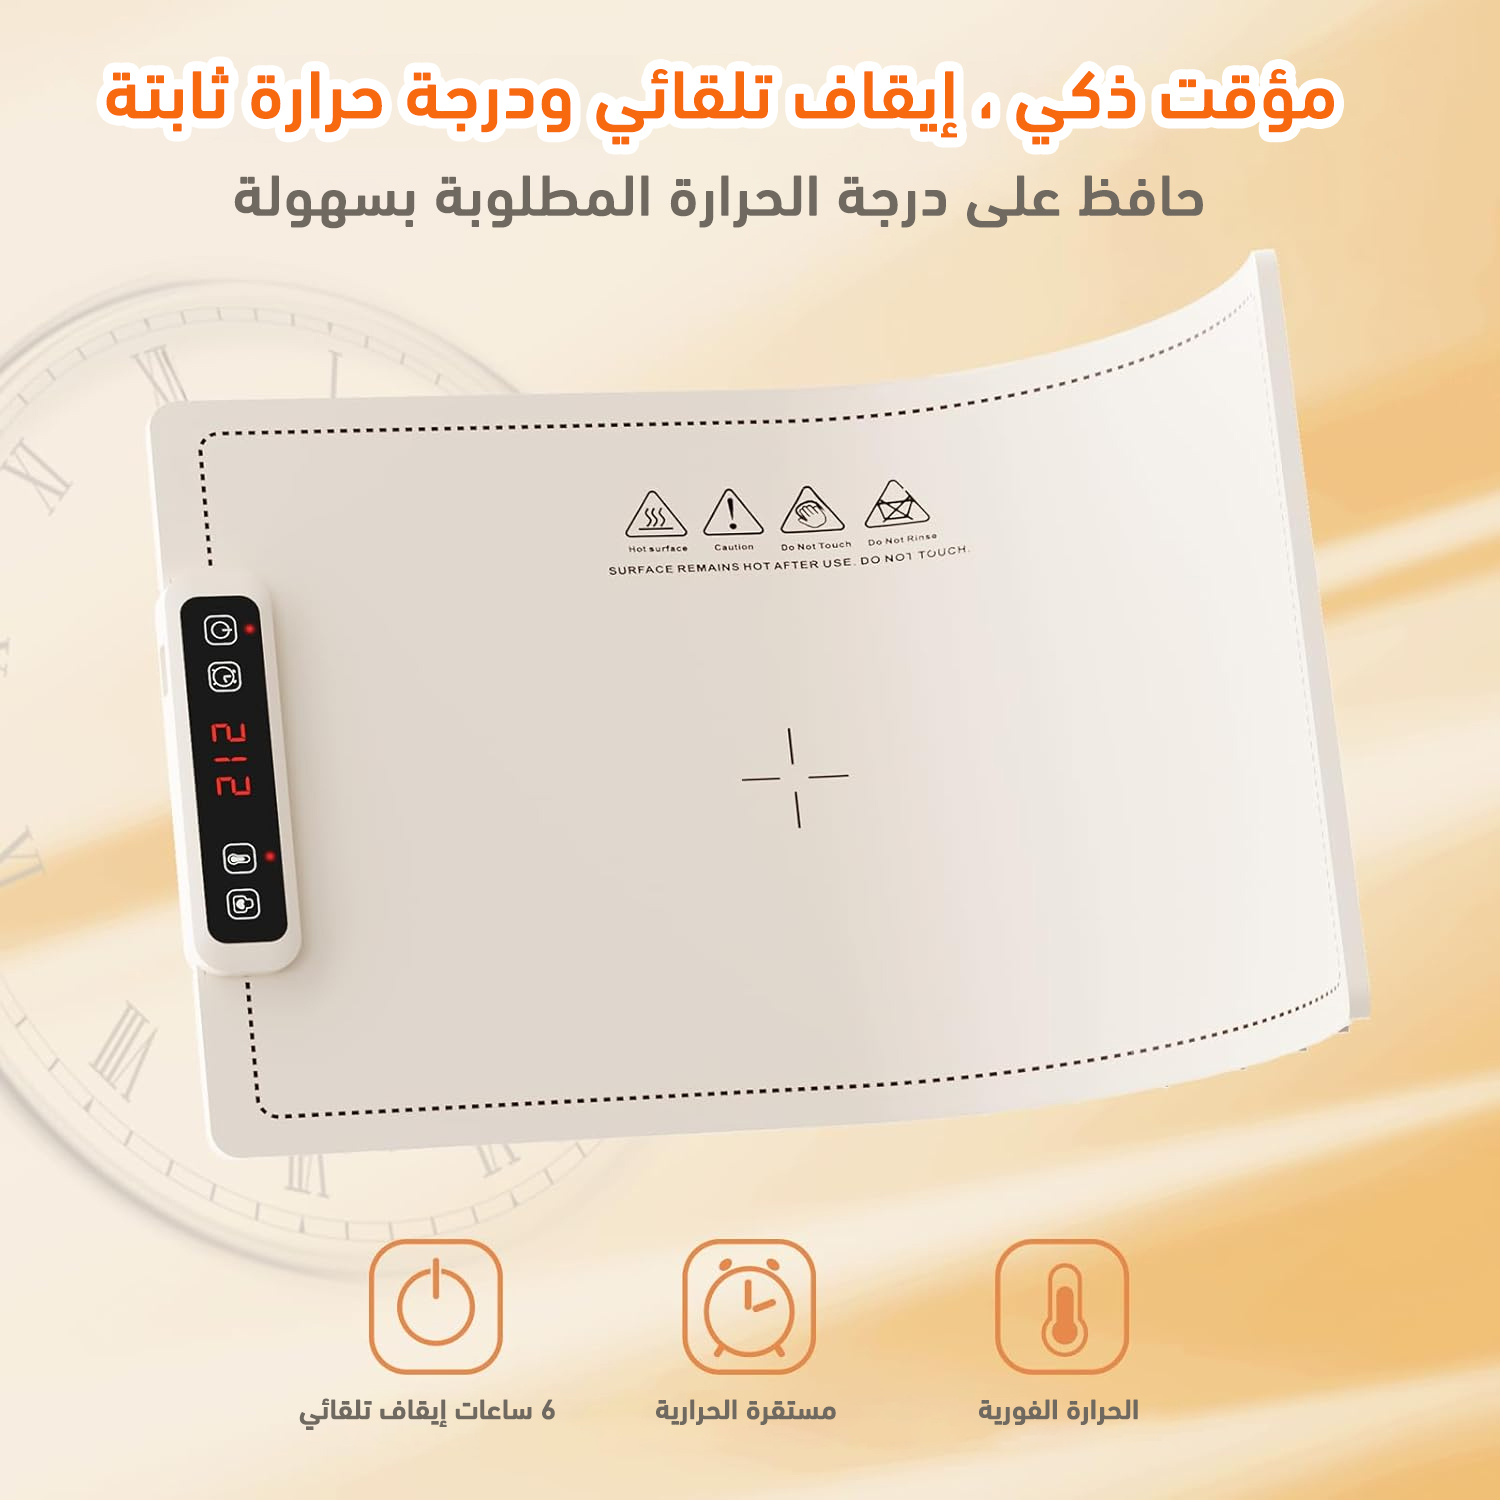 مؤقت ذكي ، إيقاف تلقائي ودرجة حرارة ثابتة
حافظ على درجة الحرارة المطلوبة بسهولة
Hot surface
Caution
Do Not Touch
Do Not Rinse
SURFACE REMAINS HOT AFTER USE. DO NOT TOUCH.
212
الحرارة الفورية
مستقرة الحرارية
6 ساعات إيقاف تلقائي